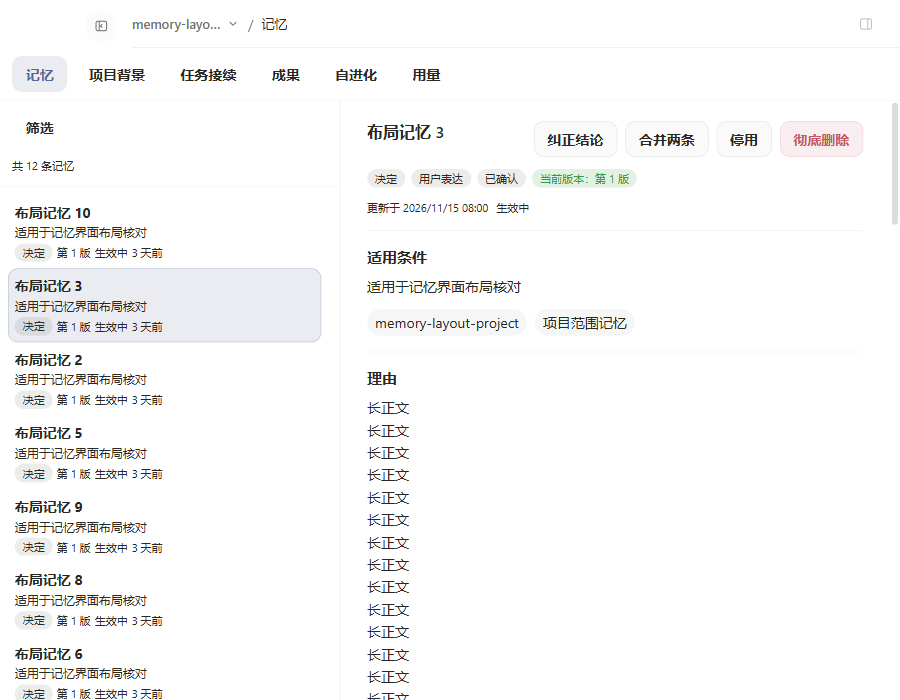 memory-layo... / 记忆
记忆 项目背景 任务接续 成果 自进化 用量
筛选
共 12 条记忆
布局记忆 10
适用于记忆界面布局核对
决定 第 1 版 生效中 3 天前
布局记忆 3
适用于记忆界面布局核对
决定 第 1 版 生效中 3 天前
布局记忆 2
适用于记忆界面布局核对
决定 第 1 版 生效中 3 天前
布局记忆 5
适用于记忆界面布局核对
决定 第 1 版 生效中 3 天前
布局记忆 9
适用于记忆界面布局核对
决定 第 1 版 生效中 3 天前
布局记忆 8
适用于记忆界面布局核对
决定 第 1 版 生效中 3 天前
布局记忆 6
适用于记忆界面布局核对
决定 第 1 版 生效中 3 天前
布局记忆 3
纠正结论 合并两条 停用 彻底删除
决定 用户表达 已确认 当前版本：第 1 版
更新于 2026/11/15 08:00 生效中
适用条件
适用于记忆界面布局核对
memory-layout-project 项目范围记忆
理由
长正文
长正文
长正文
长正文
长正文
长正文
长正文
长正文
长正文
长正文
长正文
长正文
长正文
长正文